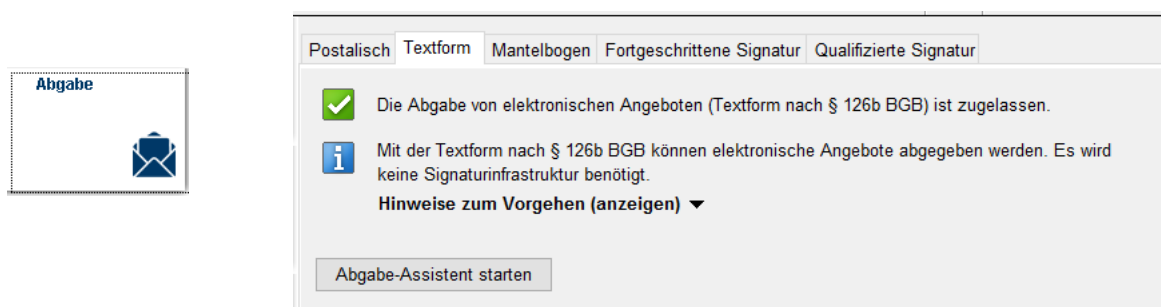 Abgabe
Postalisch Textform Mantelbogen Fortgeschrittene Signatur Qualifizierte Signatur
Die Abgabe von elektronischen Angeboten (Textform nach § 126b BGB) ist zugelassen.
Mit der Textform nach § 126b BGB können elektronische Angebote abgegeben werden. Es wird
keine Signaturinfrastruktur benötigt.
Hinweise zum Vorgehen (anzeigen)
Abgabe-Assistent starten